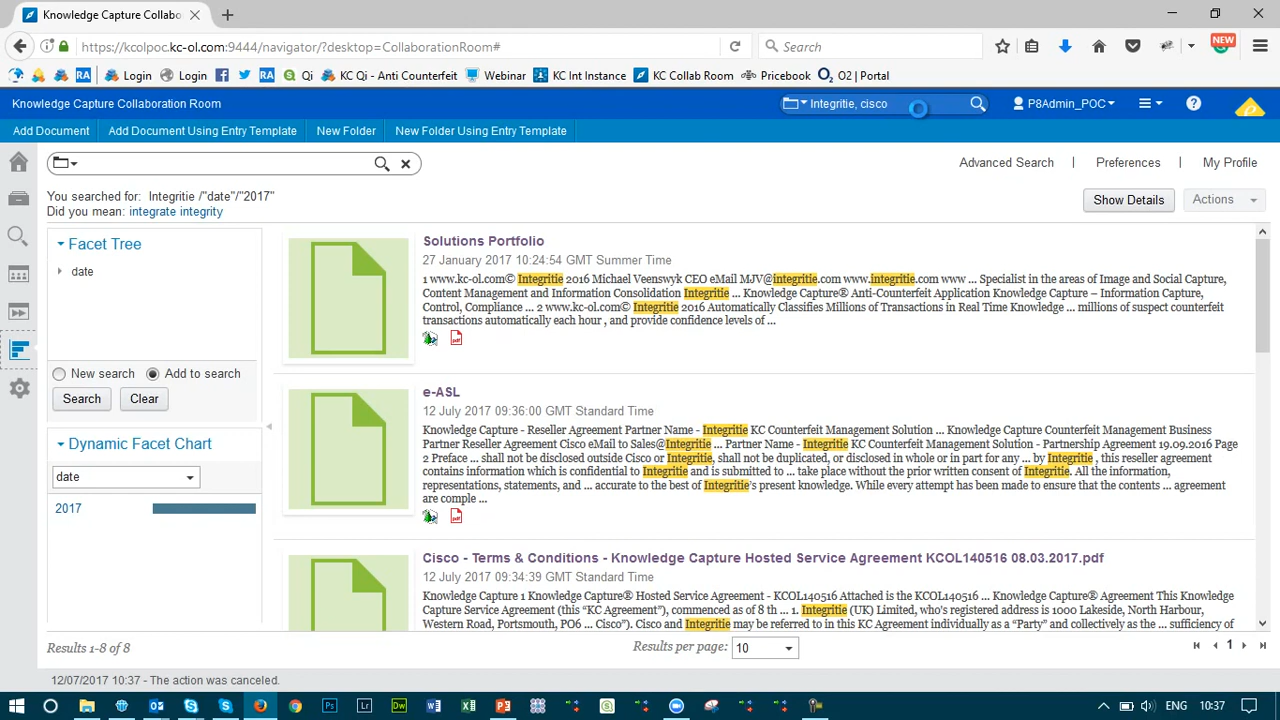 Knowledge Capture Collabo
https://kcolpoc.kc-ol.com:9444/navigator/?desktop=CollaborationRoom#
Search
NEW
RA
Login
Login
RA
Qi
KC Qi - Anti Counterfeit
Webinar
KC Int Instance
KC Collab Room
Pricebook
O2 | Portal
Knowledge Capture Collaboration Room
Integritie, cisco
P8Admin_POC
Add Document
Add Document Using Entry Template
New Folder
New Folder Using Entry Template
Advanced Search | Preferences | My Profile
You searched for: Integritie /"date"/"2017"
Did you mean: integrate integrity
Show Details
Actions
Facet Tree
date
New search
Add to search
Search
Clear
Dynamic Facet Chart
date
2017
Solutions Portfolio
27 January 2017 10:24:54 GMT Summer Time
1 www.kc-ol.com© Integritie 2016 Michael Veenswyk CEO eMail MJV@integritie.com www.integritie.com www ... Specialist in the areas of Image and Social Capture,
Content Management and Information Consolidation Integritie ... Knowledge Capture® Anti-Counterfeit Application Knowledge Capture – Information Capture,
Control, Compliance ... 2 www.kc-ol.com© Integritie 2016 Automatically Classifies Millions of Transactions in Real Time Knowledge ... millions of suspect counterfeit
transactions automatically each hour , and provide confidence levels of ...
e-ASL
12 July 2017 09:36:00 GMT Standard Time
Knowledge Capture - Reseller Agreement Partner Name - Integritie KC Countermeasure Management Solution ... Knowledge Capture Counterfeit Management Business
Partner Reseller Agreement Cisco eMail to Sales@Integritie ... Partner Name - Integritie KC Counterfeit Management Solution - Partnership Agreement 19.09.2016 Page
2 Preface ... shall not be disclosed outside Cisco or Integritie, shall not be duplicated, or disclosed in whole or in part for any ... by Integritie , this reseller agreement
contains information which is confidential to Integritie and is submitted to ... take place without the prior written consent of Integritie. All the information,
representations, statements, and ... accurate to the best of Integritie's present knowledge. While every attempt has been made to ensure that the contents ... agreement
are comple ...
Cisco - Terms & Conditions - Knowledge Capture Hosted Service Agreement KCOL140516 08.03.2017.pdf
12 July 2017 09:34:39 GMT Standard Time
Knowledge Capture 1 Knowledge Capture® Hosted Service Agreement - KCOL140516 Attached is the KCOL140516 ... Knowledge Capture® Agreement This Knowledge
Capture Service Agreement (this “KC Agreement”), commenced as of 8 th ... 1. Integritie (UK) Limited, who's registered address is 1000 Lakeside, North Harbour,
Western Road, Portsmouth, PO6 ... Cisco”). Cisco and Integritie may be referred to in this KC Agreement individually as a “Party” and collectively as the ... sufficiency of
Results 1-8 of 8
Results per page: 10
1
12/07/2017 10:37 - The action was canceled.
ENG
10:37